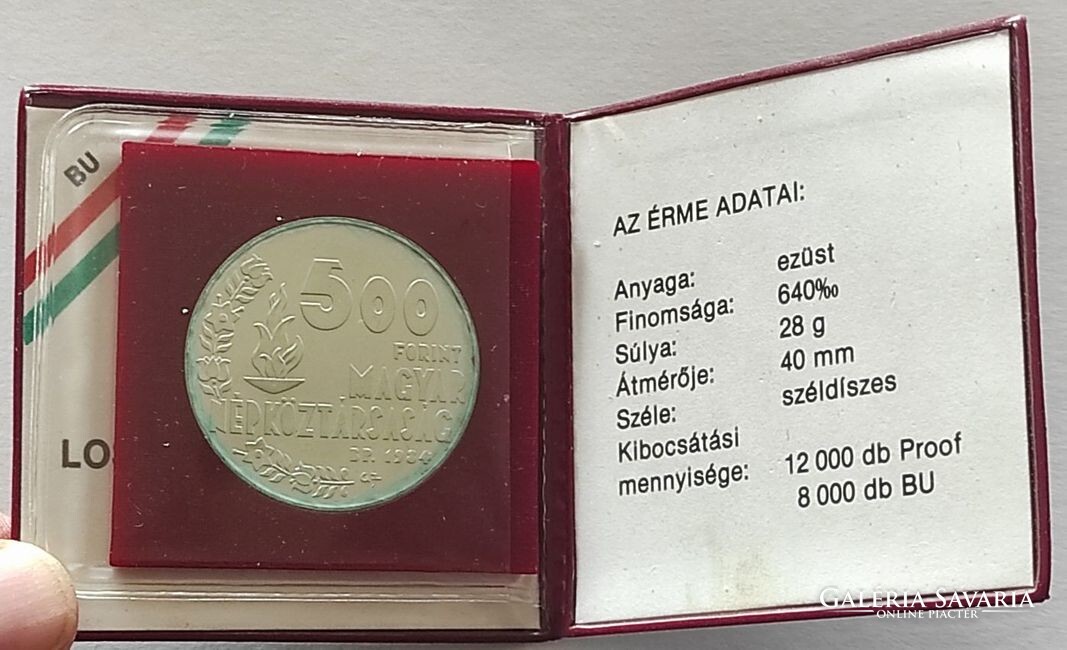 BU
LO
500
FORINT
MAGYAR
NÉPKÖZTÁRSASÁG
BP. 1984
AZ ÉRME ADATAI:
Anyaga: ezüst
Finomsága: 640‰
Súlya: 28 g
Átmérője: 40 mm
Széle: széldíszes
Kibocsátási
mennyisége: 12 000 db Proof
8 000 db BU
GALERIA SAVARIA
ONLINE PIACTÉR